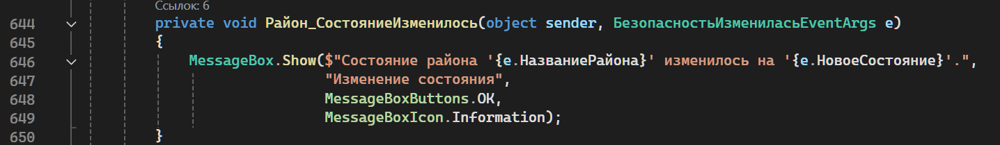 Ссылок: 6
644 private void Район_СостояниеИзменилось(object sender, БезопасностьИзмениласьEventArgs e)
645 {
646 MessageBox.Show($"Состояние района '{e.НазваниеРайона}' изменилось на '{e.НовоеСостояние}'.",
647 "Изменение состояния",
648 MessageBoxButtons.OK,
649 MessageBoxIcon.Information);
650 }